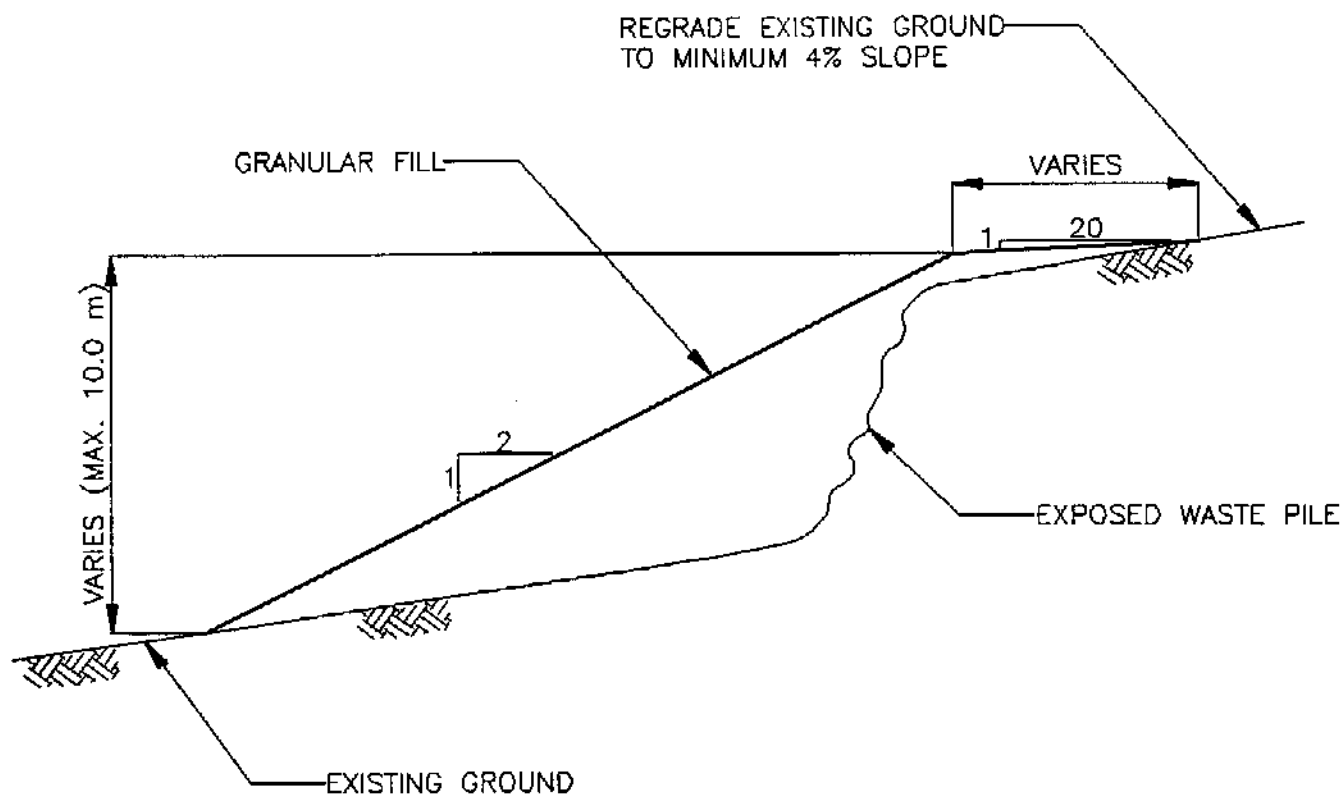 REGRADE EXISTING GROUND
TO MINIMUM 4% SLOPE
GRANULAR FILL
VARIES
1
20
VARIES (MAX. 10.0 m)
2
1
EXPOSED WASTE PILE
EXISTING GROUND